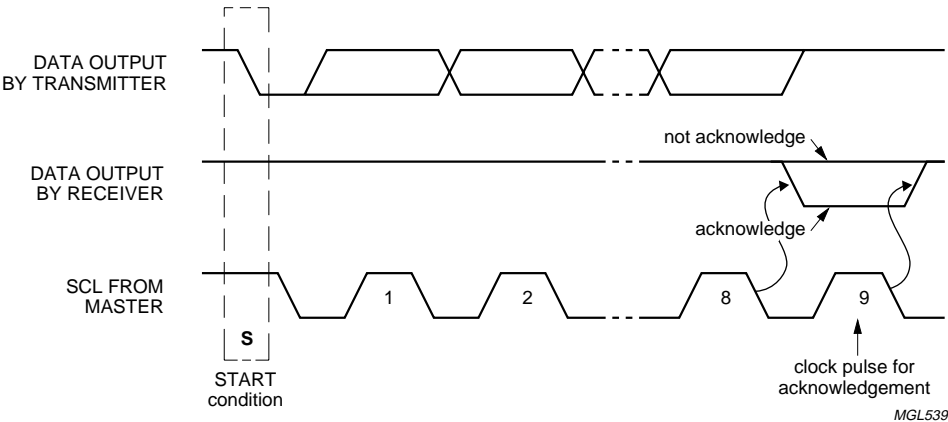 DATA OUTPUT
BY TRANSMITTER
not acknowledge
DATA OUTPUT
BY RECEIVER
acknowledge
SCL FROM
MASTER
1
2
8
9
S
START
condition
clock pulse for
acknowledgement
MGL539